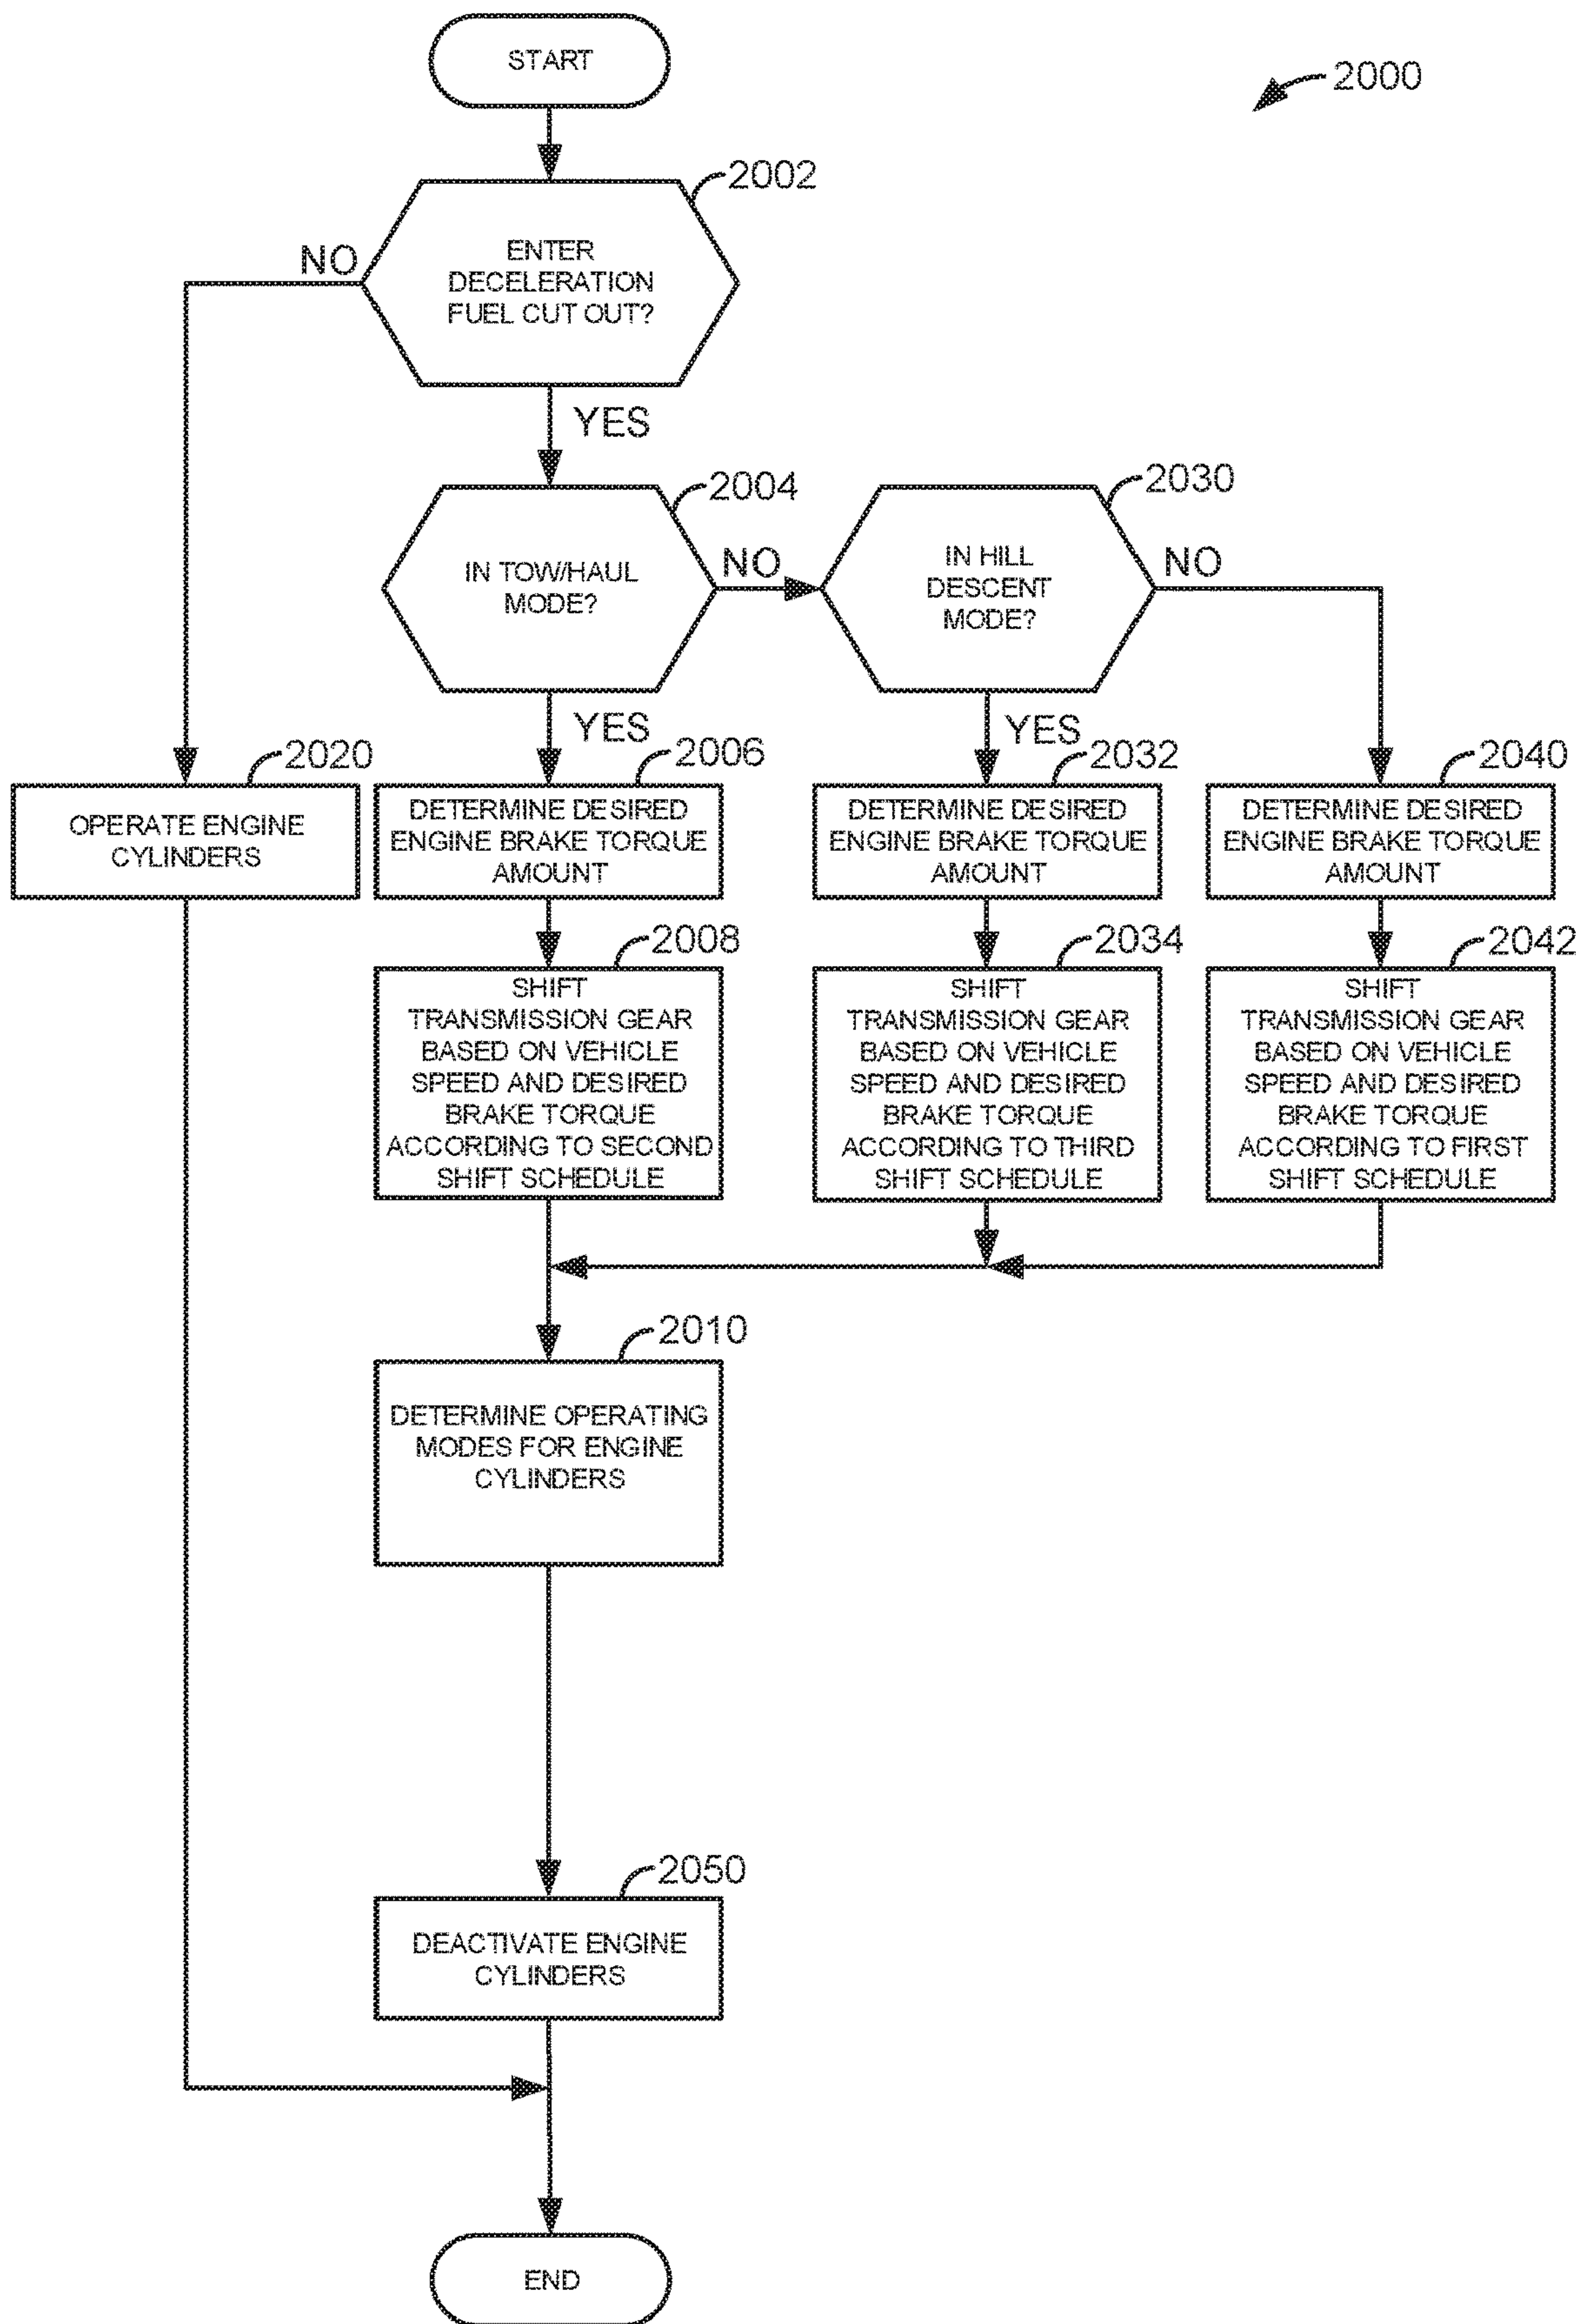 START
2000
2002
ENTER
DECELERATION
FUEL CUT OUT?
NO
YES
2004
IN TOW/HAUL
MODE?
NO
2030
IN HILL
DESCENT
MODE?
NO
YES
YES
2020
OPERATE ENGINE
CYLINDERS
2006
DETERMINE DESIRED
ENGINE BRAKE TORQUE
AMOUNT
2032
DETERMINE DESIRED
ENGINE BRAKE TORQUE
AMOUNT
2040
DETERMINE DESIRED
ENGINE BRAKE TORQUE
AMOUNT
2008
SHIFT
TRANSMISSION GEAR
BASED ON VEHICLE
SPEED AND DESIRED
BRAKE TORQUE
ACCORDING TO SECOND
SHIFT SCHEDULE
2034
SHIFT
TRANSMISSION GEAR
BASED ON VEHICLE
SPEED AND DESIRED
BRAKE TORQUE
ACCORDING TO THIRD
SHIFT SCHEDULE
2042
SHIFT
TRANSMISSION GEAR
BASED ON VEHICLE
SPEED AND DESIRED
BRAKE TORQUE
ACCORDING TO FIRST
SHIFT SCHEDULE
2010
DETERMINE OPERATING
MODES FOR ENGINE
CYLINDERS
2050
DEACTIVATE ENGINE
CYLINDERS
END